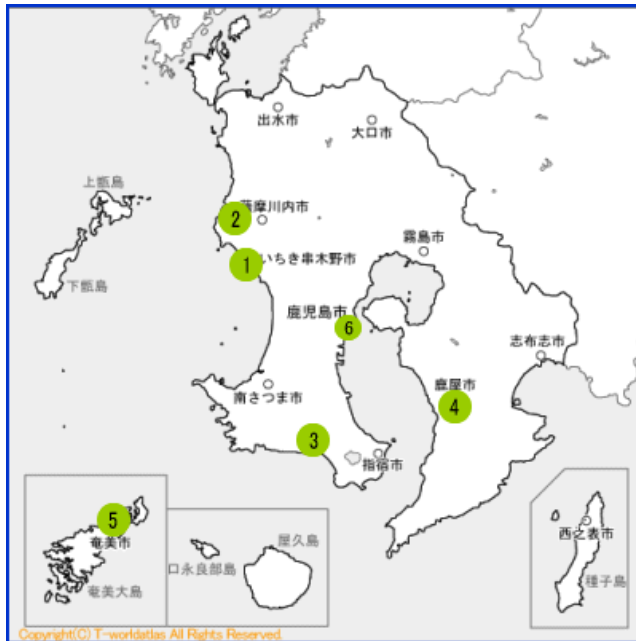 出水市
大口市
上甑島
2
薩摩川内市
霧島市
1
いちき串木野市
下甑島
鹿児島市
6
志布志市
南さつま市
鹿屋市
4
3
指宿市
5
奄美市
奄美大島
屋久島
口永良部島
西之表市
種子島
Copyright(C) T-worldatlas All Rights Reserved.